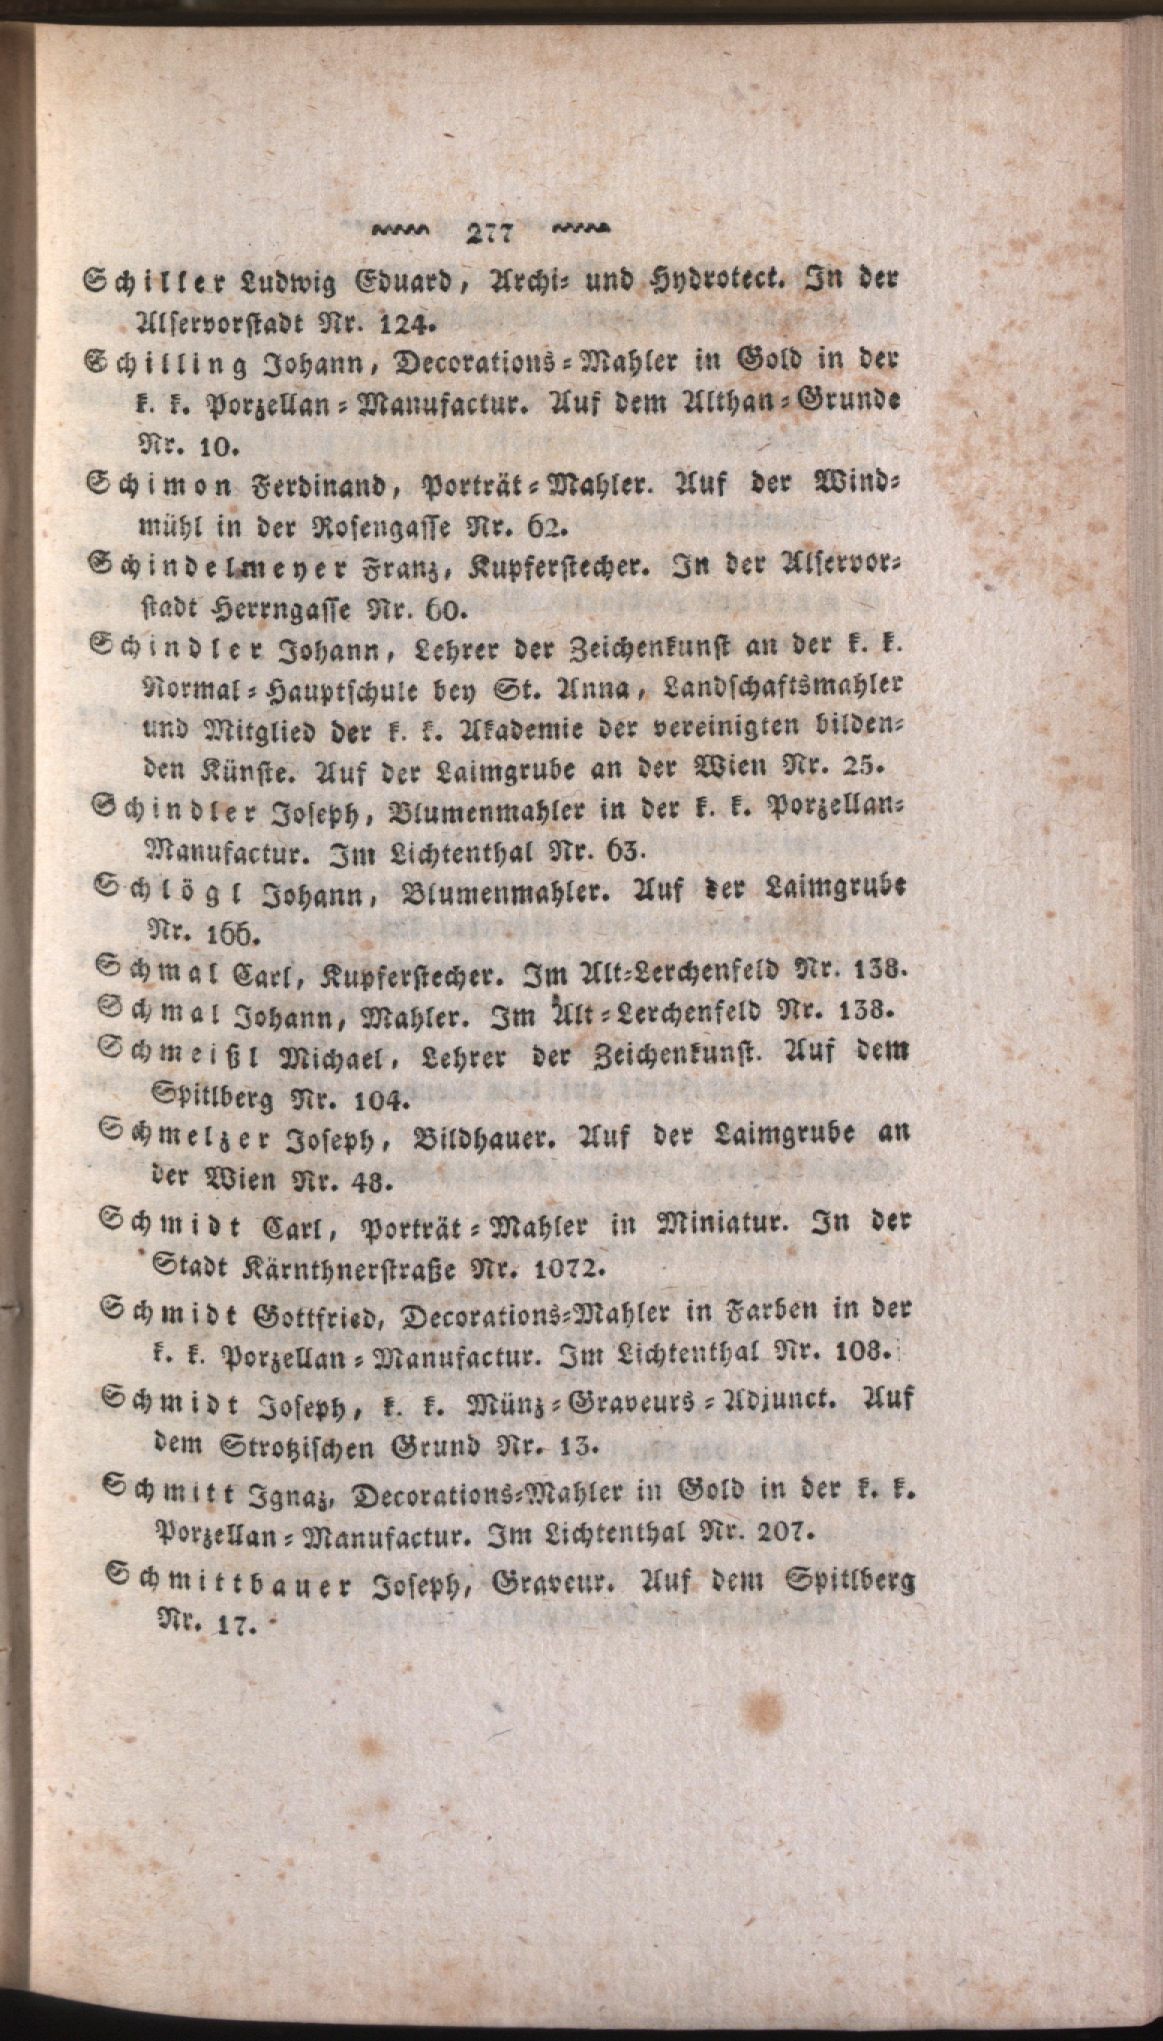 277
Schiller Ludwig Eduard, Archi- und Hydrotect. In der
Alservorstadt Nr. 124.
Schilling Johann, Decorations-Mahler in Gold in der
k. k. Porzellan-Manufactur. Auf dem Althan-Grunde
Nr. 10.
Schimon Ferdinand, Porträt-Mahler. Auf der Wind-
mühl in der Rosengasse Nr. 62.
Schindelmeyer Franz, Kupferstecher. In der Alservor-
stadt Herrngasse Nr. 60.
Schindler Johann, Lehrer der Zeichenkunst an der k. k.
Normal-Hauptschule bey St. Anna, Landschaftsmahler
und Mitglied der k. k. Akademie der vereinigten bilden-
den Künste. Auf der Laimgrube an der Wien Nr. 25.
Schindler Joseph, Blumenmahler in der k. k. Porzellan-
Manufactur. Im Lichtenthal Nr. 63.
Schlögl Johann, Blumenmahler. Auf der Laimgrube
Nr. 166.
Schmal Carl, Kupferstecher. Im Alt-Lerchenfeld Nr. 138.
Schmal Johann, Mahler. Im Alt-Lerchenfeld Nr. 138.
Schmeißl Michael, Lehrer der Zeichenkunst. Auf dem
Spitlberg Nr. 104.
Schmelzer Joseph, Bildhauer. Auf der Laimgrube an
der Wien Nr. 48.
Schmidt Carl, Porträt-Mahler in Miniatur. In der
Stadt Kärnthnerstraße Nr. 1072.
Schmidt Gottfried, Decorations-Mahler in Farben in der
k. k. Porzellan-Manufactur. Im Lichtenthal Nr. 108.
Schmidt Joseph, k. k. Münz-Graveurs-Adjunct. Auf
dem Strotzischen Grund Nr. 13.
Schmitt Ignaz, Decorations-Mahler in Gold in der k. k.
Porzellan-Manufactur. Im Lichtenthal Nr. 207.
Schmittbauer Joseph, Graveur. Auf dem Spitlberg
Nr. 17.